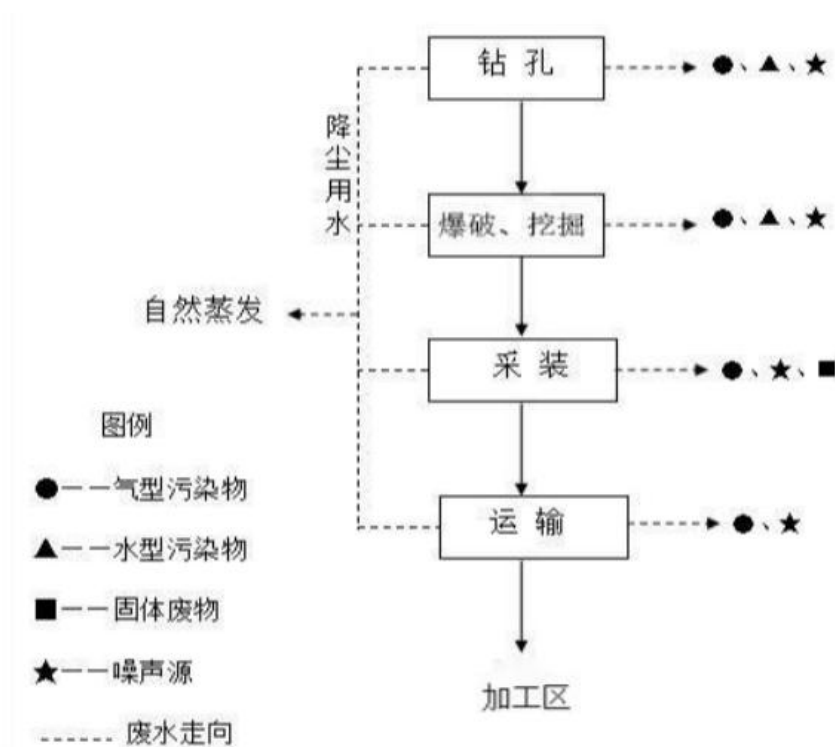 钻 孔
降尘用水
爆破、挖掘
自然蒸发
采 装
图例
气型污染物
运 输
水型污染物
固体废物
噪声源
加工区
废水走向